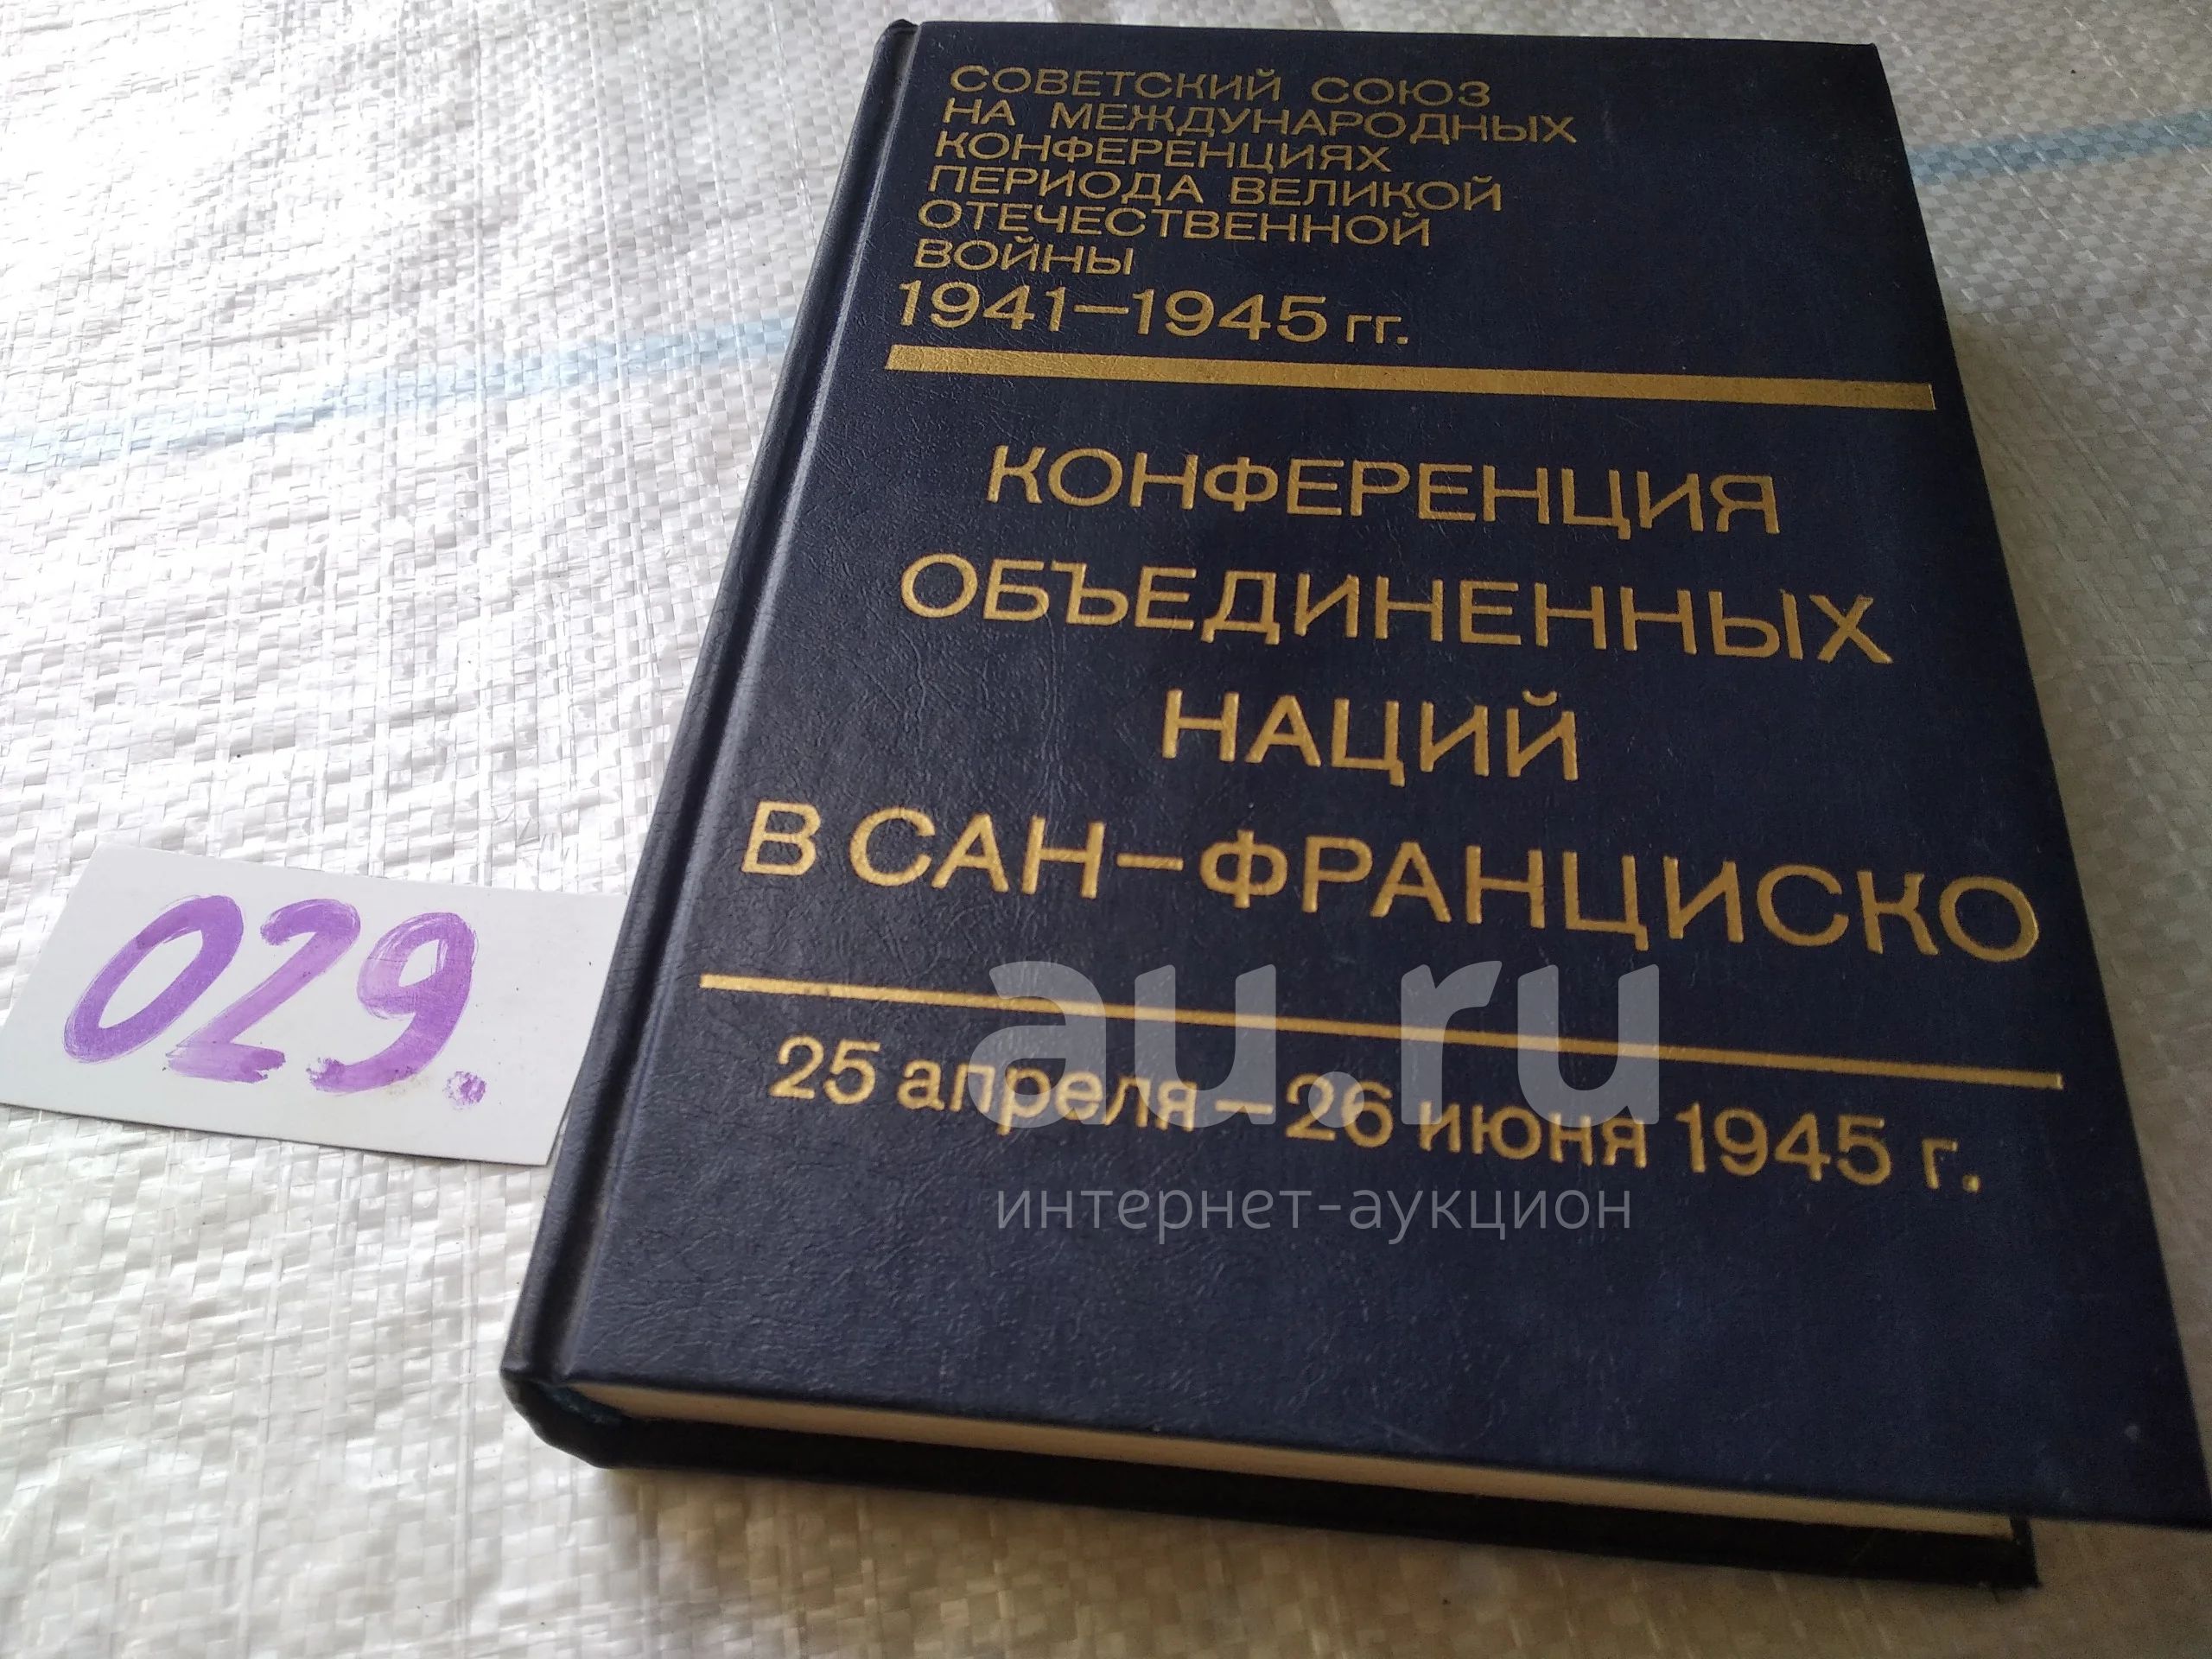 СОВЕТСКИЙ СОЮЗ
НА МЕЖДУНАРОДНЫХ
КОНФЕРЕНЦИЯХ
ПЕРИОДА ВЕЛИКОЙ
ОТЕЧЕСТВЕННОЙ
ВОЙНЫ
1941–1945 гг.
КОНФЕРЕНЦИЯ
ОБЪЕДИНЕННЫХ
НАЦИЙ
В САН–ФРАНЦИСКО
25 апреля – 26 июня 1945 г.
029.
au.ru
интернет-аукцион